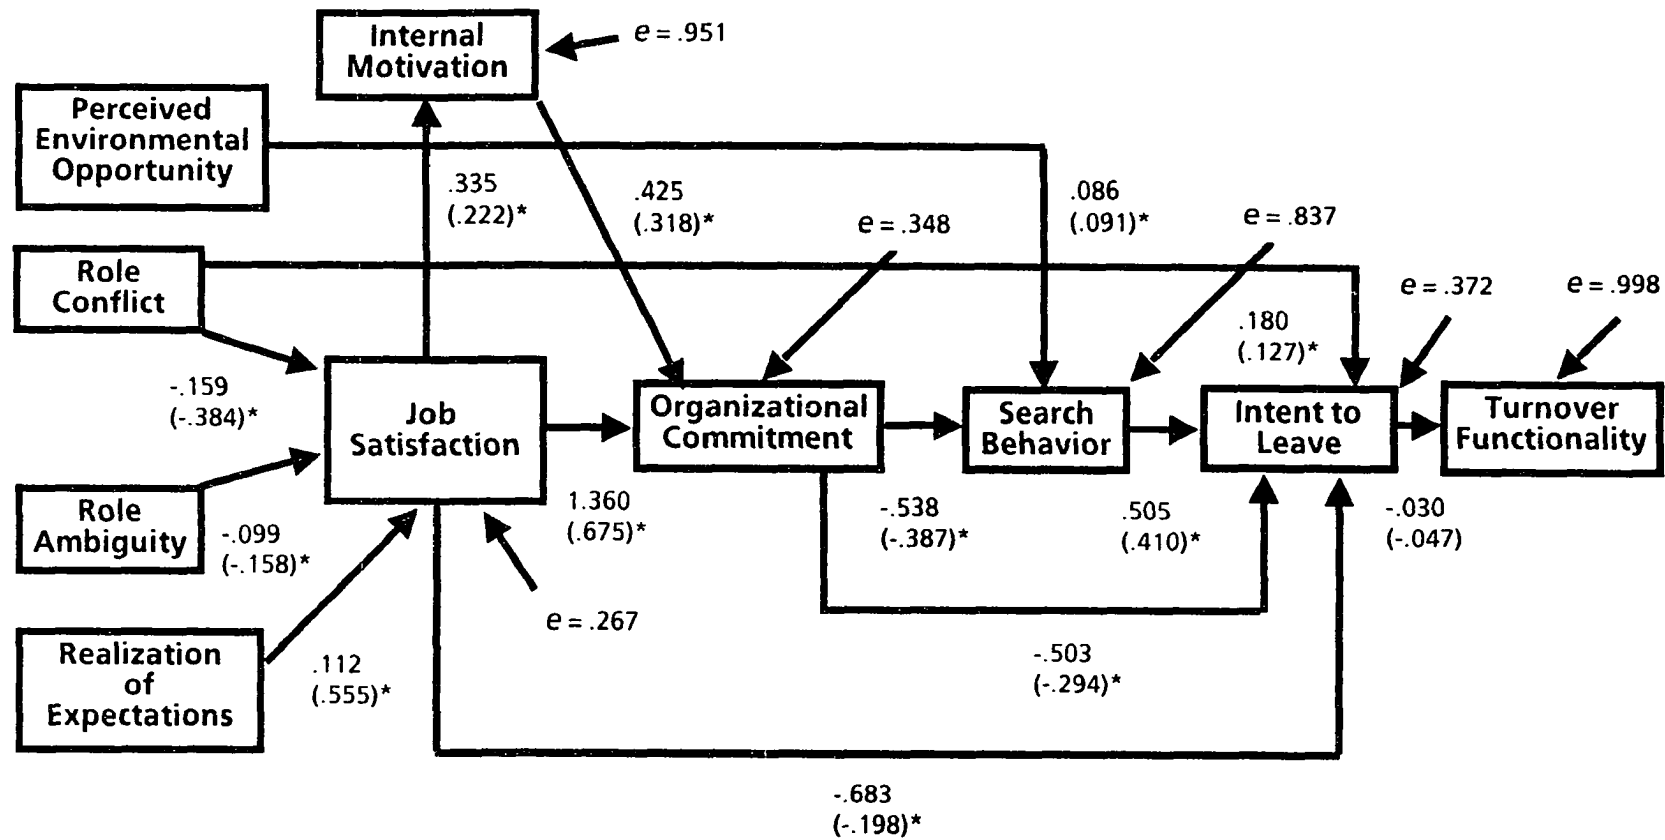 Internal
Motivation
e = .951
Perceived
Environmental
Opportunity
.335
(.222)*
.425
(.318)*
.086
(.091)*
e = .348
e = .837
Role
Conflict
e = .372
e = .998
.180
(.127)*
-.159
(-.384)*
Job
Satisfaction
Organizational
Commitment
Search
Behavior
Intent to
Leave
Turnover
Functionality
Role
Ambiguity
-.099
(-.158)*
1.360
(.675)*
-.538
(-.387)*
.505
(.410)*
-.030
(-.047)
e = .267
Realization
of
Expectations
.112
(.555)*
-.503
(-.294)*
-.683
(-.198)*